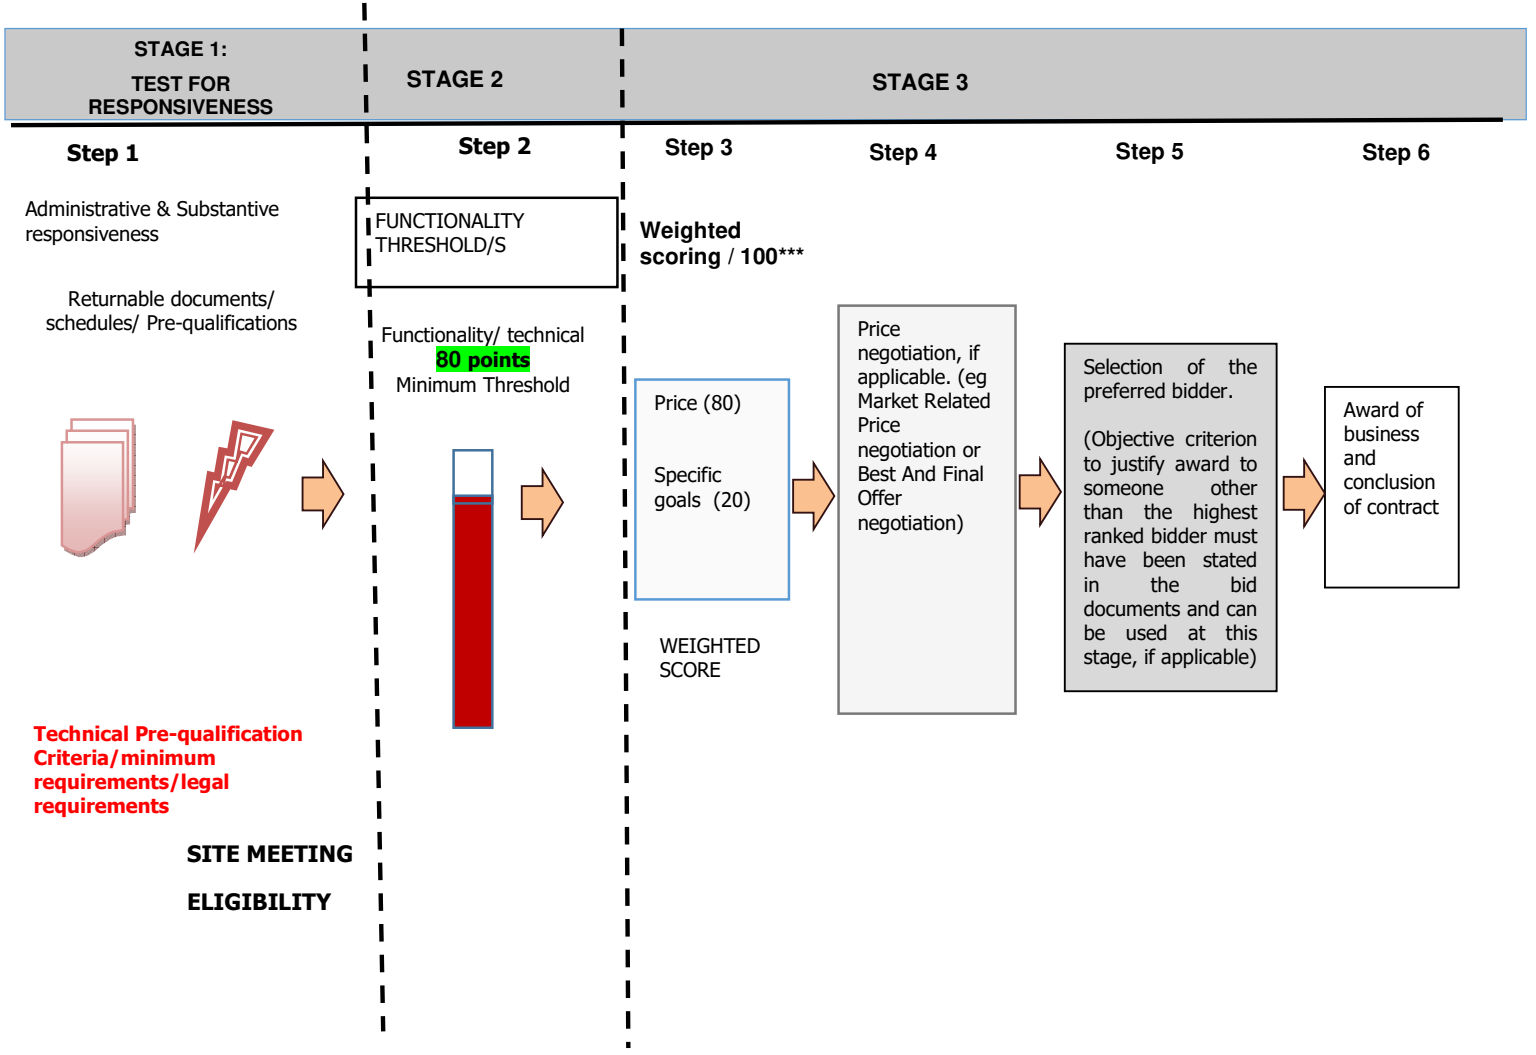 STAGE 1:
TEST FOR
RESPONSIVENESS
STAGE 2
STAGE 3
Step 1
Step 2
Step 3
Step 4
Step 5
Step 6
Administrative & Substantive
responsiveness
Returnable documents/
schedules/ Pre-qualifications
Technical Pre-qualification
Criteria/minimum
requirements/legal
requirements
SITE MEETING
ELIGIBILITY
FUNCTIONALITY
THRESHOLD/S
Functionality/ technical
80 points
Minimum Threshold
Weighted
scoring / 100***
Price (80)
Specific
goals (20)
WEIGHTED
SCORE
Price
negotiation, if
applicable. (eg
Market Related
Price
negotiation or
Best And Final
Offer
negotiation)
Selection of the
preferred bidder.
(Objective criterion
to justify award to
someone other
than the highest
ranked bidder must
have been stated
in the bid
documents and can
be used at this
stage, if applicable)
Award of
business
and
conclusion
of contract